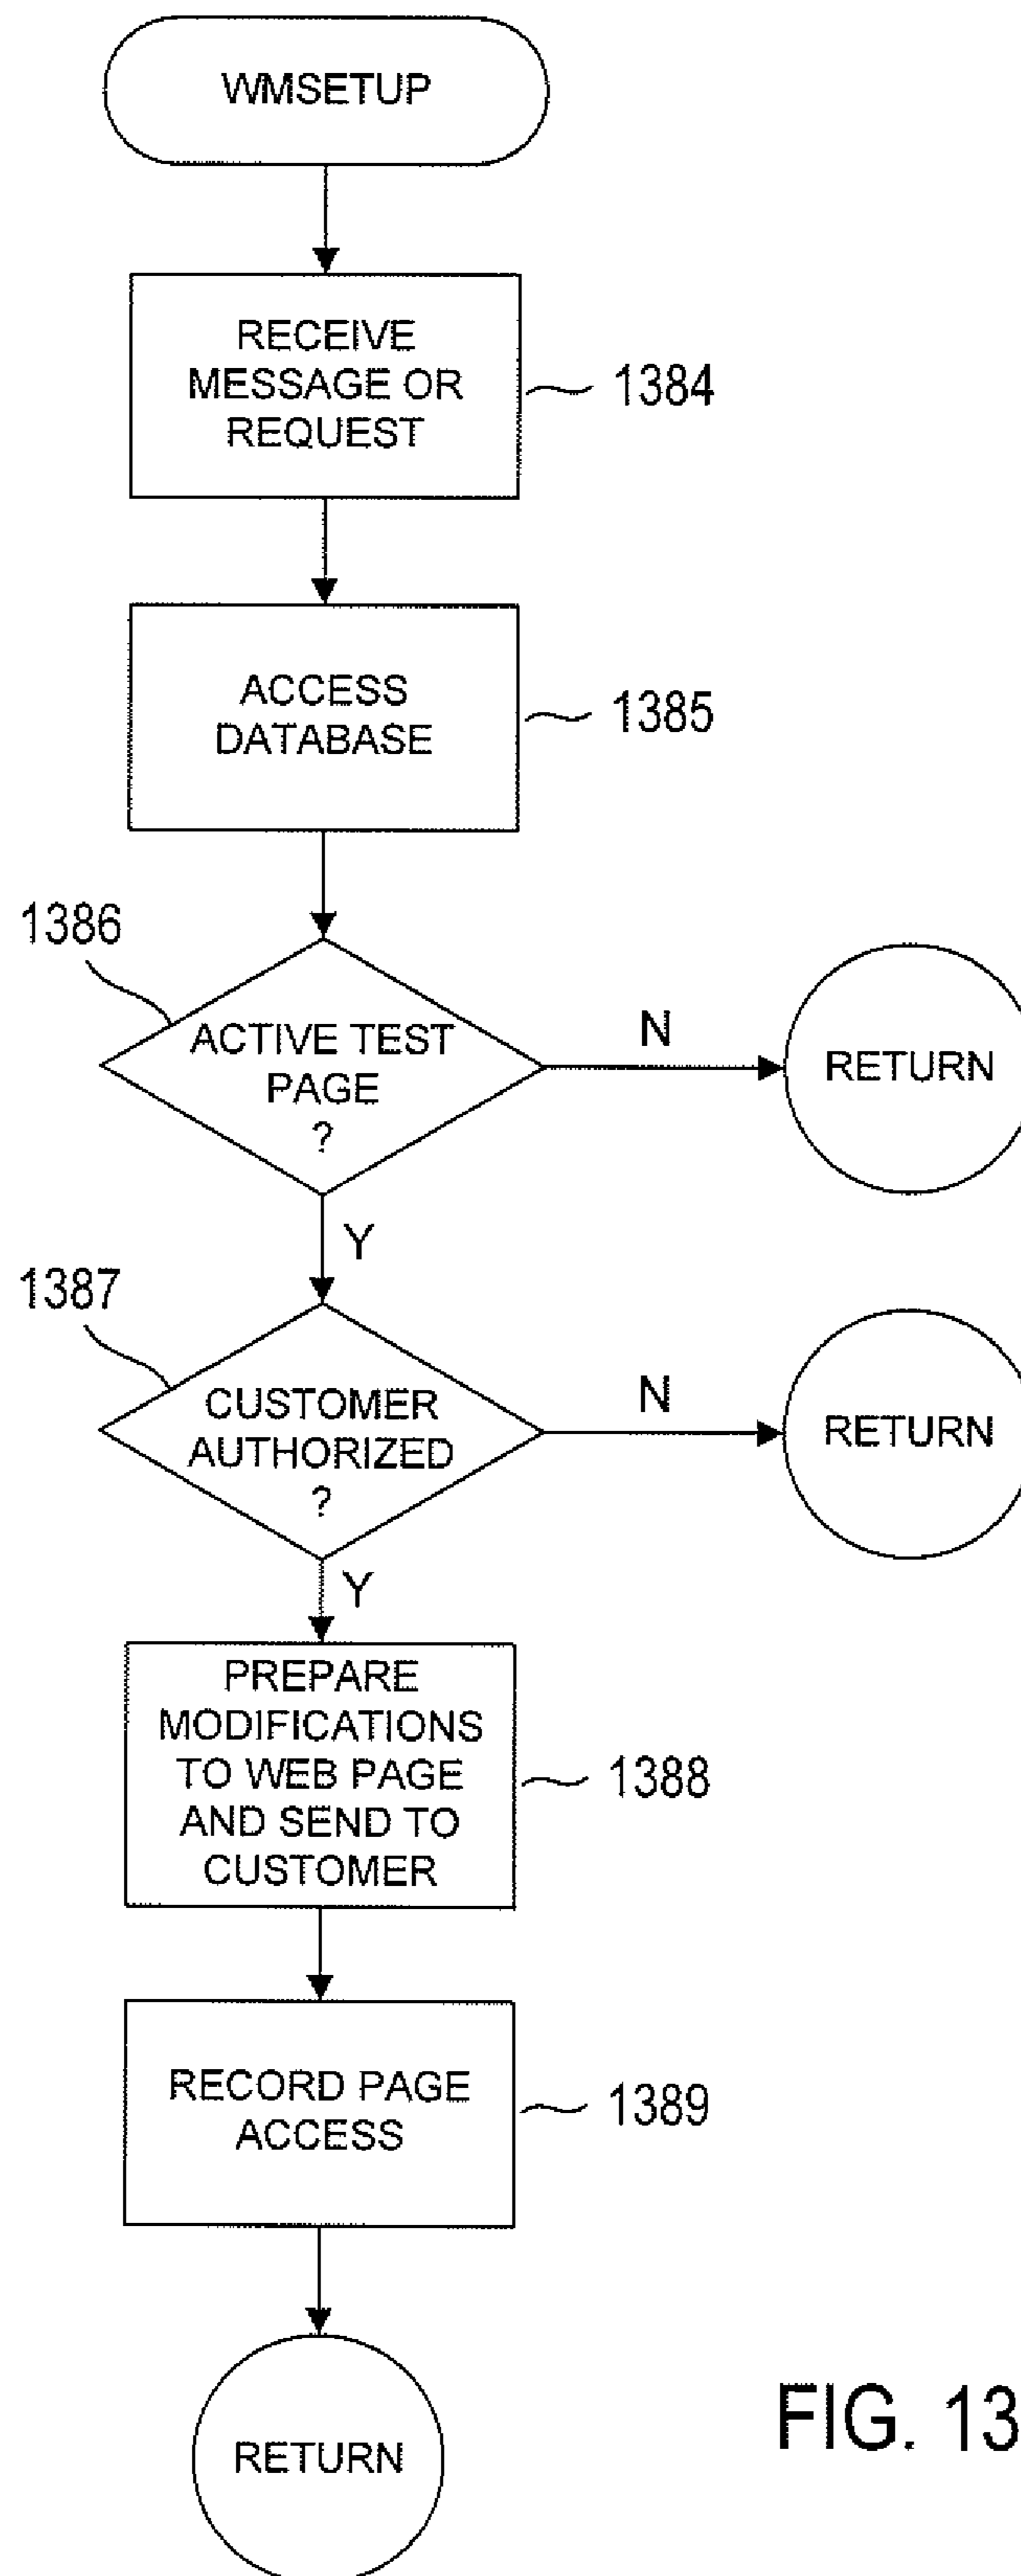 WMSETUP
RECEIVE
MESSAGE OR
REQUEST
1384
ACCESS
DATABASE
1385
1386
ACTIVE TEST
PAGE
?
N
RETURN
Y
1387
CUSTOMER
AUTHORIZED
?
N
RETURN
Y
PREPARE
MODIFICATIONS
TO WEB PAGE
AND SEND TO
CUSTOMER
1388
RECORD PAGE
ACCESS
1389
RETURN
FIG. 13